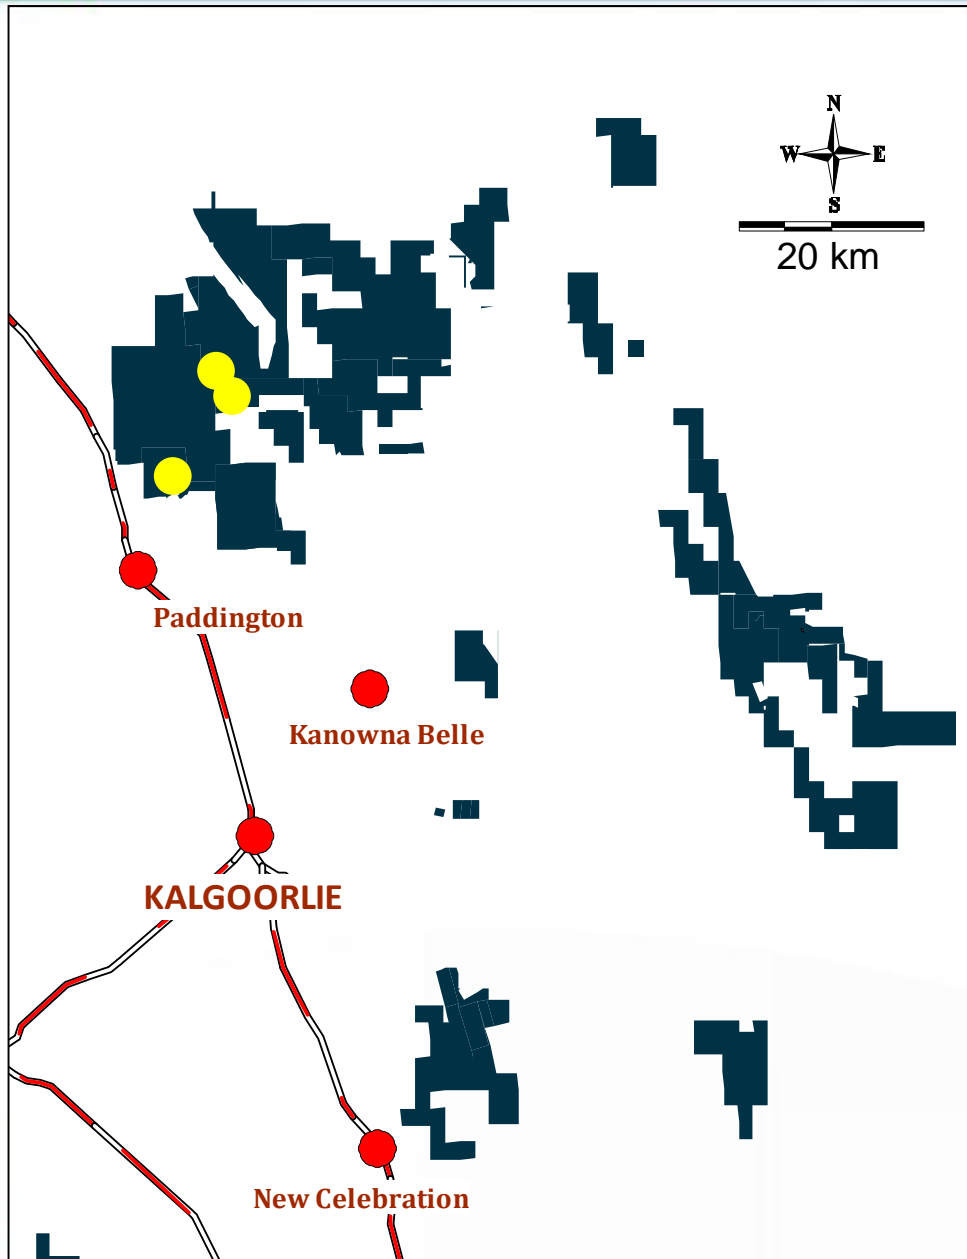 N
W E
S
20 km
Paddington
Kanowna Belle
KALGOORLIE
New Celebration